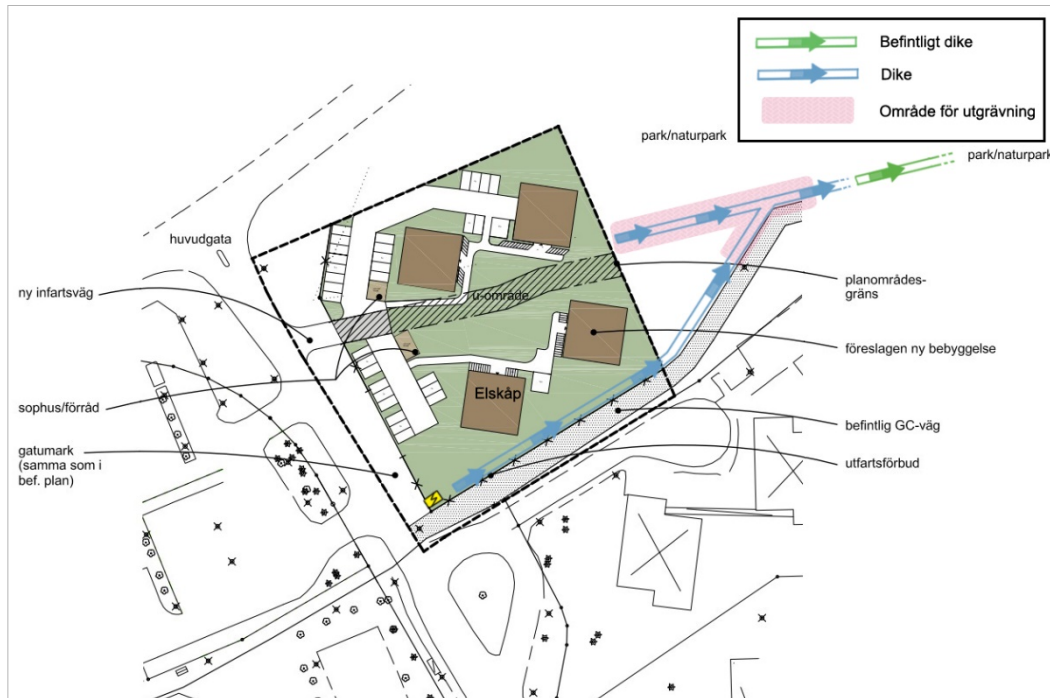 Befintligt dike
Dike
Område för utgrävning
park/naturpark
park/naturpark
huvudgata
ny infartsväg
u-område
planområdes-
gräns
föreslagen ny bebyggelse
sophus/förråd
Elskåp
befintlig GC-väg
gatumark
(samma som i
bef. plan)
utfartsförbud